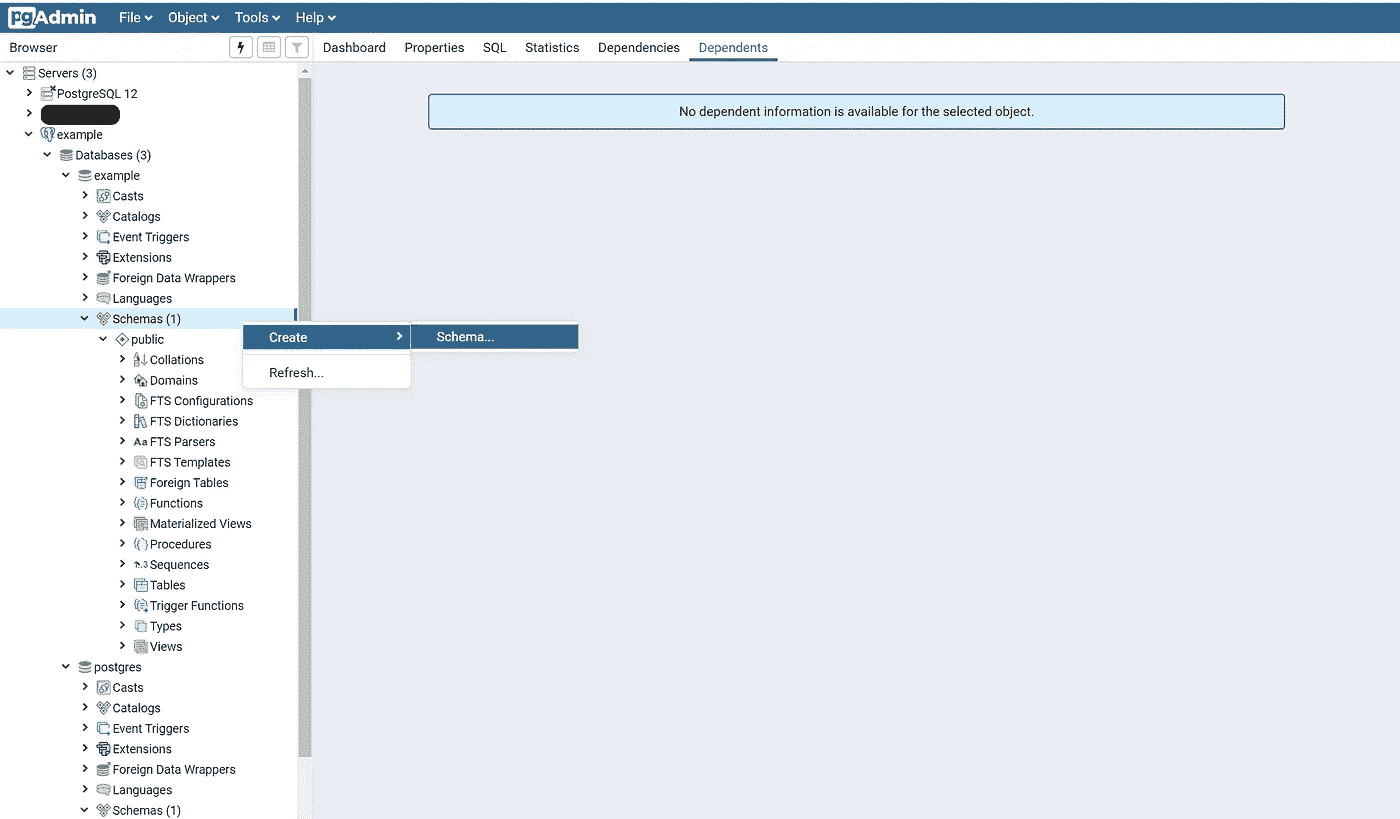 pgAdmin File Object Tools Help
Browser Dashboard Properties SQL Statistics Dependencies Dependents
Servers (3)
PostgreSQL 12
example
Databases (3)
example
Casts
Catalogs
Event Triggers
Extensions
Foreign Data Wrappers
Languages
Schemas (1)
public
Collations
Domains
FTS Configurations
FTS Dictionaries
Aa FTS Parsers
FTS Templates
Foreign Tables
Functions
Materialized Views
Procedures
1..3 Sequences
Tables
Trigger Functions
Types
Views
postgres
Casts
Catalogs
Event Triggers
Extensions
Foreign Data Wrappers
Languages
Schemas (1)
Create
Schema...
Refresh...
No dependent information is available for the selected object.